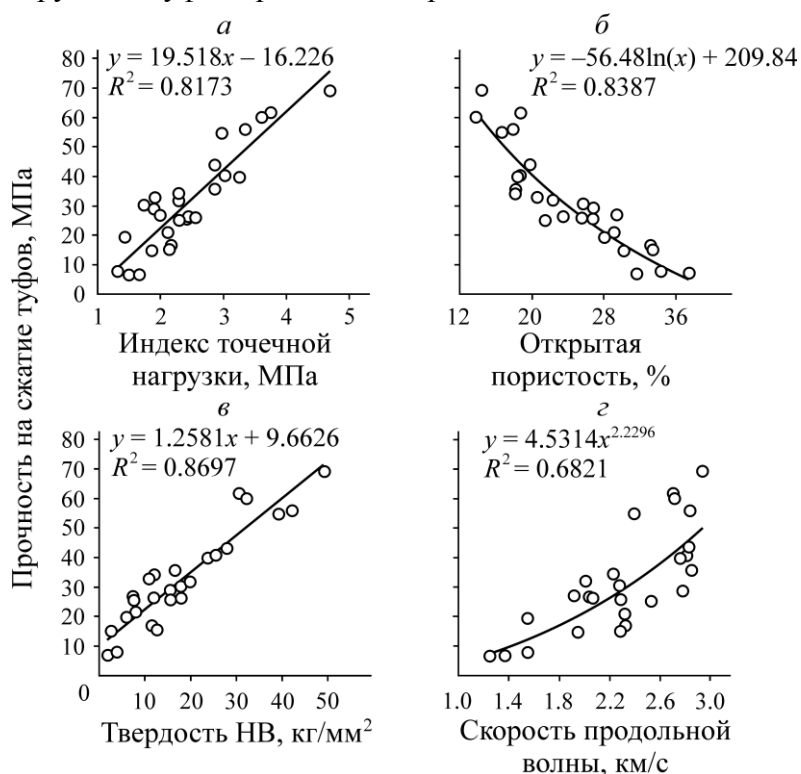 а
y = 19.518x – 16.226
R² = 0.8173
80
70
60
50
40
30
20
10
0
1 2 3 4 5
Индекс точечной
нагрузки, МПа
б
y = –56.48ln(x) + 209.84
R² = 0.8387
12 20 28 36
Открытая
пористость, %
Прочность на сжатие туфов, МПа
в
y = 1.2581x + 9.6626
R² = 0.8697
80
70
60
50
40
30
20
10
0
10 20 30 40 50
Твердость HB, кг/мм²
г
y = 4.5314x^2.2296
R² = 0.6821
1.0 1.4 1.8 2.2 2.6 3.0
Скорость продольной
волны, км/с